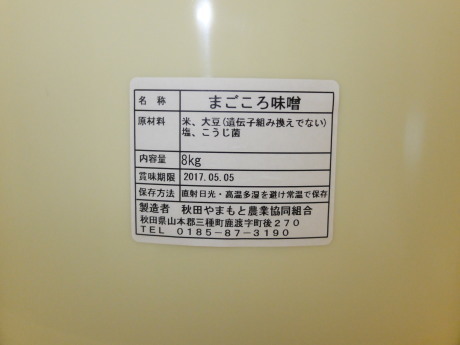 名称 まごころ味噌
原材料 米、大豆(遺伝子組み換えでない)
塩、こうじ菌
内容量 8kg
賞味期限 2017.05.05
保存方法 直射日光・高温多湿を避け常温で保存
製造者 秋田やまもと農業協同組合
秋田県山本郡三種町鹿渡字町後270
TEL 0185-87-3190